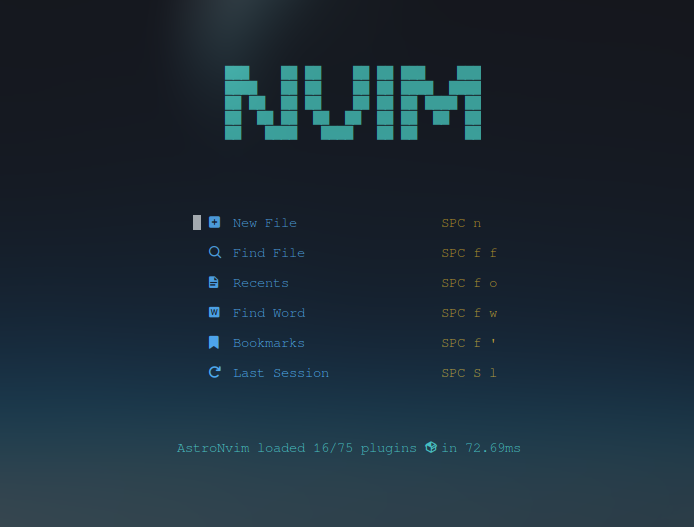 NVIM
New File SPC n
Find File SPC f f
Recents SPC f o
Find Word SPC f w
Bookmarks SPC f '
Last Session SPC S l
AstroNvim loaded 16/75 plugins in 72.69ms